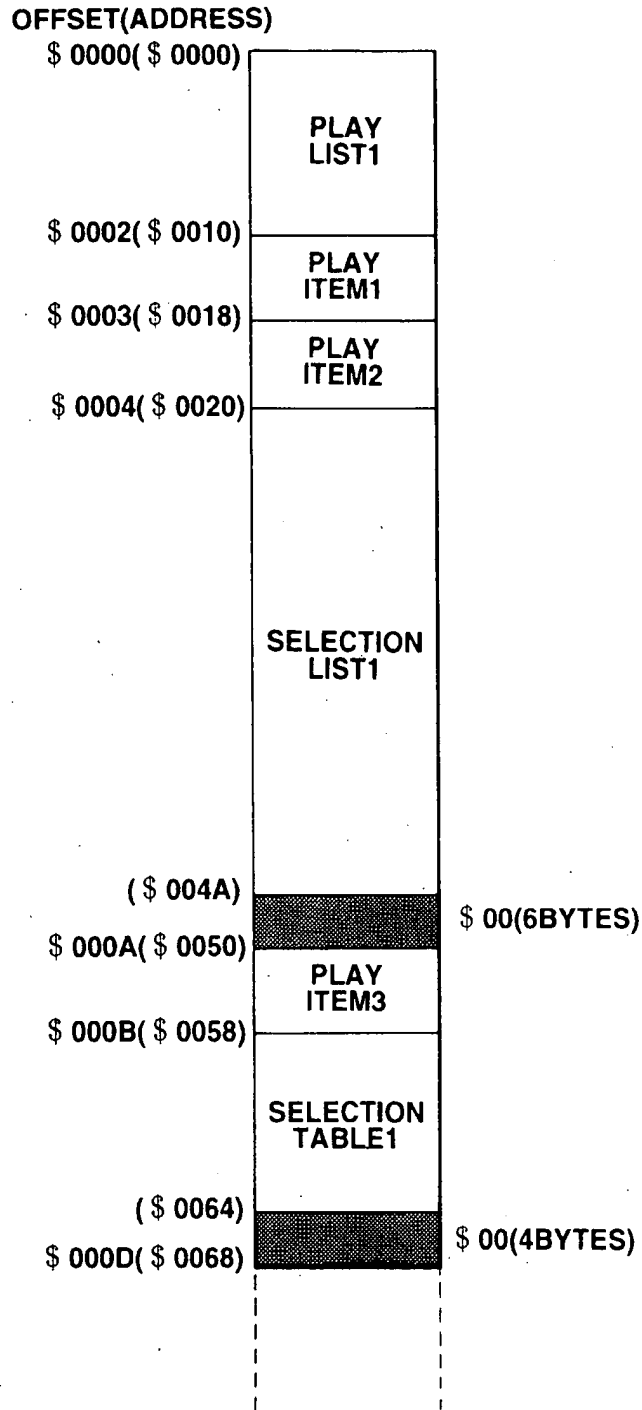 OFFSET(ADDRESS)
$ 0000( $ 0000)
PLAY
LIST1
$ 0002( $ 0010)
PLAY
ITEM1
$ 0003( $ 0018)
PLAY
ITEM2
$ 0004( $ 0020)
SELECTION
LIST1
( $ 004A)
$ 00(6BYTES)
$ 000A( $ 0050)
PLAY
ITEM3
$ 000B( $ 0058)
SELECTION
TABLE1
( $ 0064)
$ 00(4BYTES)
$ 000D( $ 0068)